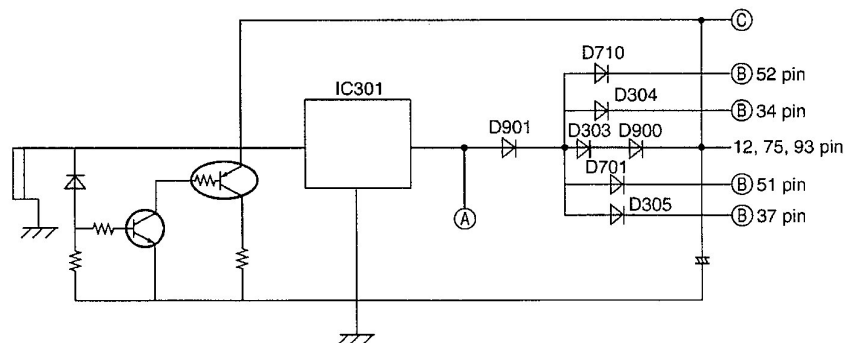 C
D710
B 52 pin
IC301
D304
B 34 pin
D901
D303 D900
12, 75, 93 pin
D701
B 51 pin
A
D305
B 37 pin